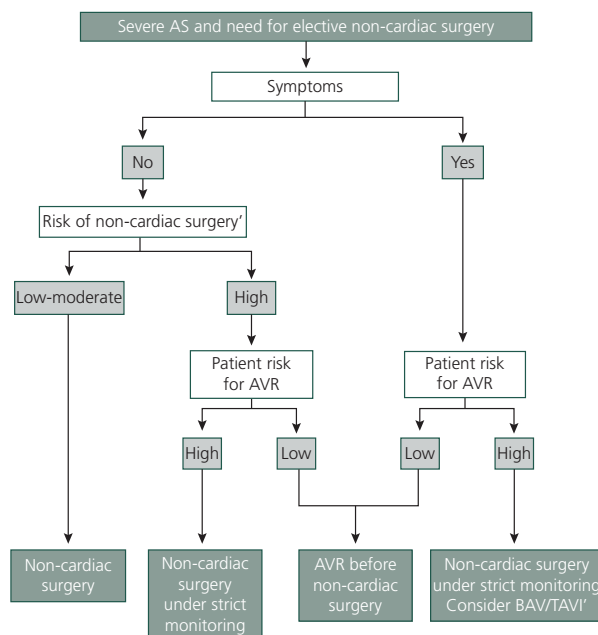 Severe AS and need for elective non-cardiac surgery
Symptoms
No
Yes
Risk of non-cardiac surgery'
Low-moderate
High
Patient risk
for AVR
Patient risk
for AVR
High
Low
Low
High
Non-cardiac
surgery
Non-cardiac
surgery
under strict
monitoring
AVR before
non-cardiac
surgery
Non-cardiac surgery
under strict monitoring
Consider BAV/TAVI'